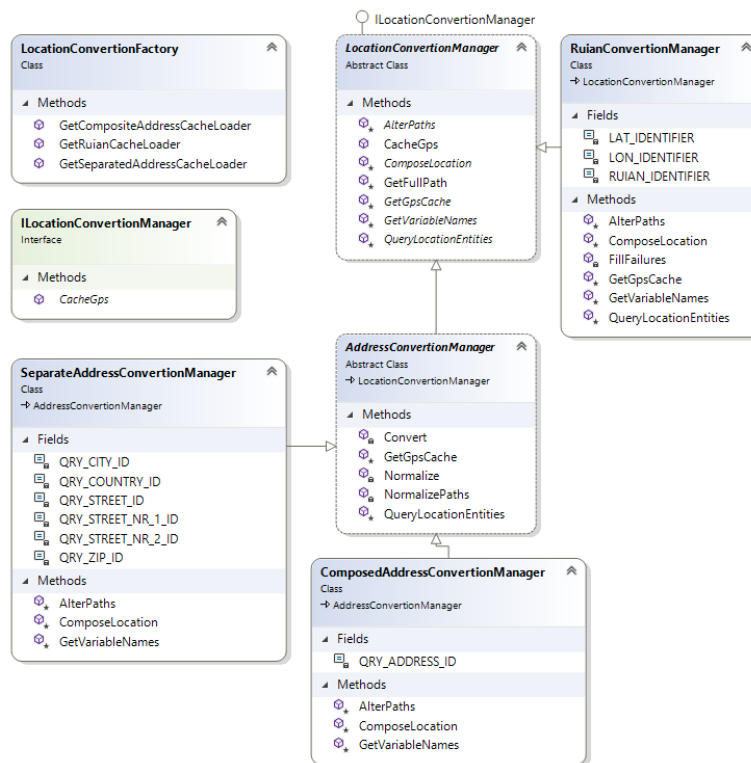 ILocationConvertionManager
LocationConvertionFactory
Class
Methods
GetCompositeAddressCacheLoader
GetRuianCacheLoader
GetSeparatedAddressCacheLoader
LocationConvertionManager
Abstract Class
Methods
AlterPaths
CacheGps
ComposeLocation
GetFullPath
GetGpsCache
GetVariableNames
QueryLocationEntities
RuianConvertionManager
Class
LocationConvertionManager
Fields
LAT_IDENTIFIER
LON_IDENTIFIER
RUIAN_IDENTIFIER
Methods
AlterPaths
ComposeLocation
FillFailures
GetGpsCache
GetVariableNames
QueryLocationEntities
ILocationConvertionManager
Interface
Methods
CacheGps
AddressConvertionManager
Abstract Class
LocationConvertionManager
Methods
Convert
GetGpsCache
Normalize
NormalizePaths
QueryLocationEntities
SeparateAddressConvertionManager
Class
AddressConvertionManager
Fields
QRY_CITY_ID
QRY_COUNTRY_ID
QRY_STREET_ID
QRY_STREET_NR_1_ID
QRY_STREET_NR_2_ID
QRY_ZIP_ID
Methods
AlterPaths
ComposeLocation
GetVariableNames
ComposedAddressConvertionManager
Class
AddressConvertionManager
Fields
QRY_ADDRESS_ID
Methods
AlterPaths
ComposeLocation
GetVariableNames